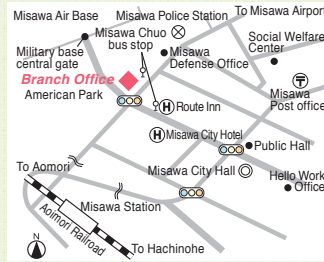 Misawa Air Base
Misawa Police Station
To Misawa Airport
Misawa Chuo
bus stop
Social Welfare
Center
Military base
central gate
Misawa
Defense Office
Branch Office
American Park
H Route Inn
Misawa
Post office
H Misawa City Hotel
Public Hall
To Aomori
Misawa City Hall
Hello Work
Office
Misawa Station
Aoimori Railroad
To Hachinohe
N